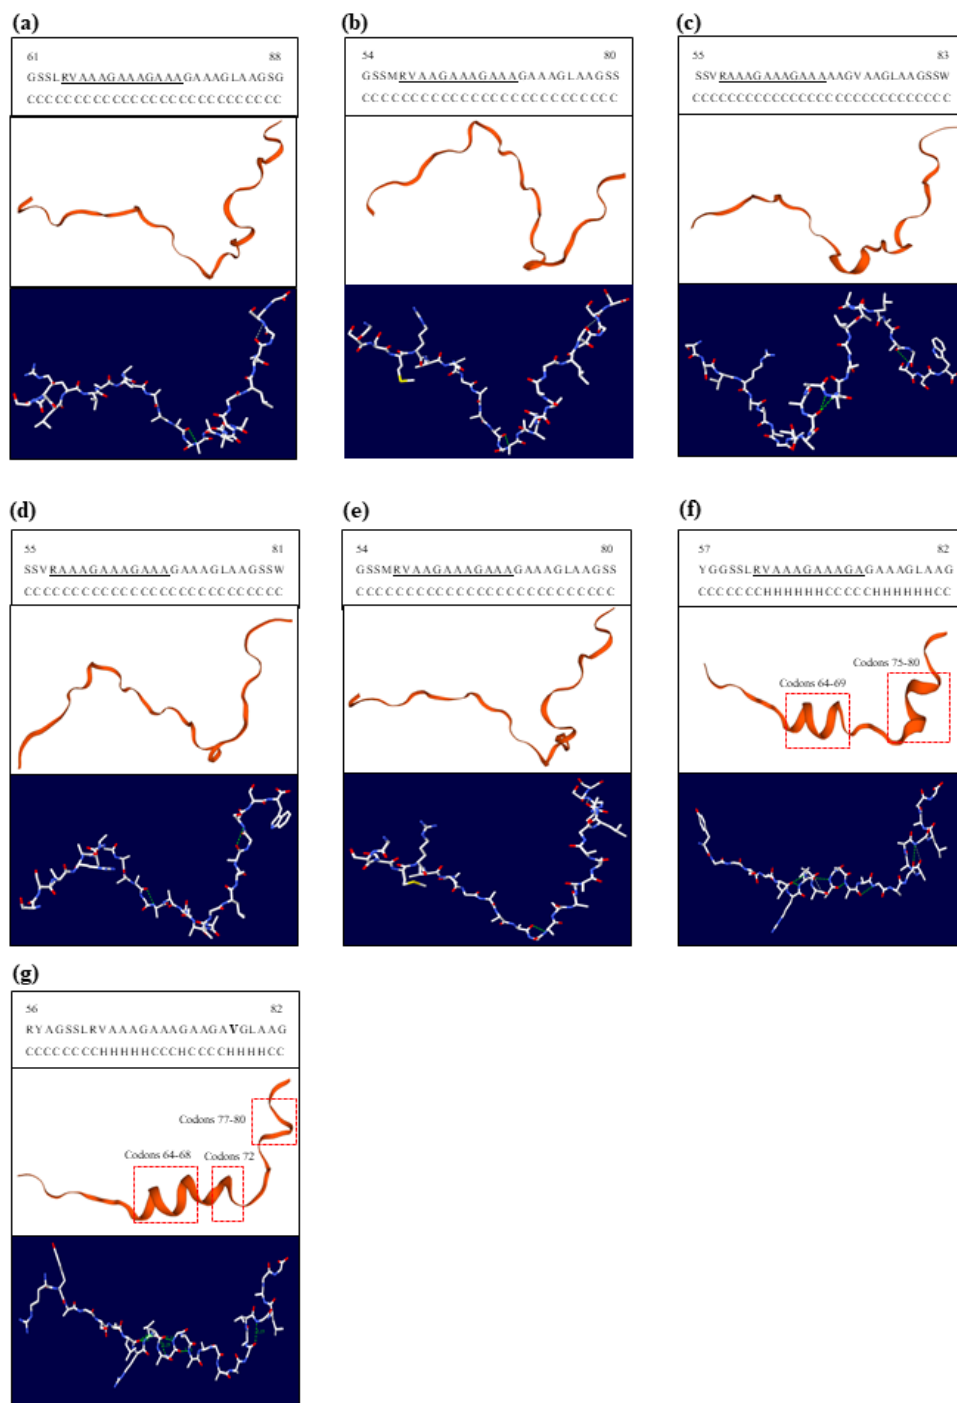 (a)
61 88
GSSLRVAAAGAAAGAAAGAAAGLAAGSG
CCCCCCCCCCCCCCCCCCCCCCCCCCCC
(b)
54 80
GSSMRVAAGAAAGAAAGAAAGLAAGSS
CCCCCCCCCCCCCCCCCCCCCCCCCCC
(c)
55 83
SSVRAAAGAAAGAAAAAGVAAGLAAGSSW
CCCCCCCCCCCCCCCCCCCCCCCCCCCCC
(d)
55 81
SSVRAAAGAAAGAAAGAAAGLAAGSSW
CCCCCCCCCCCCCCCCCCCCCCCCCCC
(e)
54 80
GSSMRVAAGAAAGAAAGAAAGLAAGSS
CCCCCCCCCCCCCCCCCCCCCCCCCCC
(f)
57 82
YGGSSLRVAAAGAAAGAGAAAGLAAG
CCCCCCCHHHHHHCCCCCHHHHHHCC
Codons 75-80
Codons 64-69
(g)
56 82
RYAGSSLRVAAAGAAAGAAGAVGLAAG
CCCCCCCCHHHHHCCCHCCCCHHHHCC
Codons 77-80
Codons 64-68 Codons 72